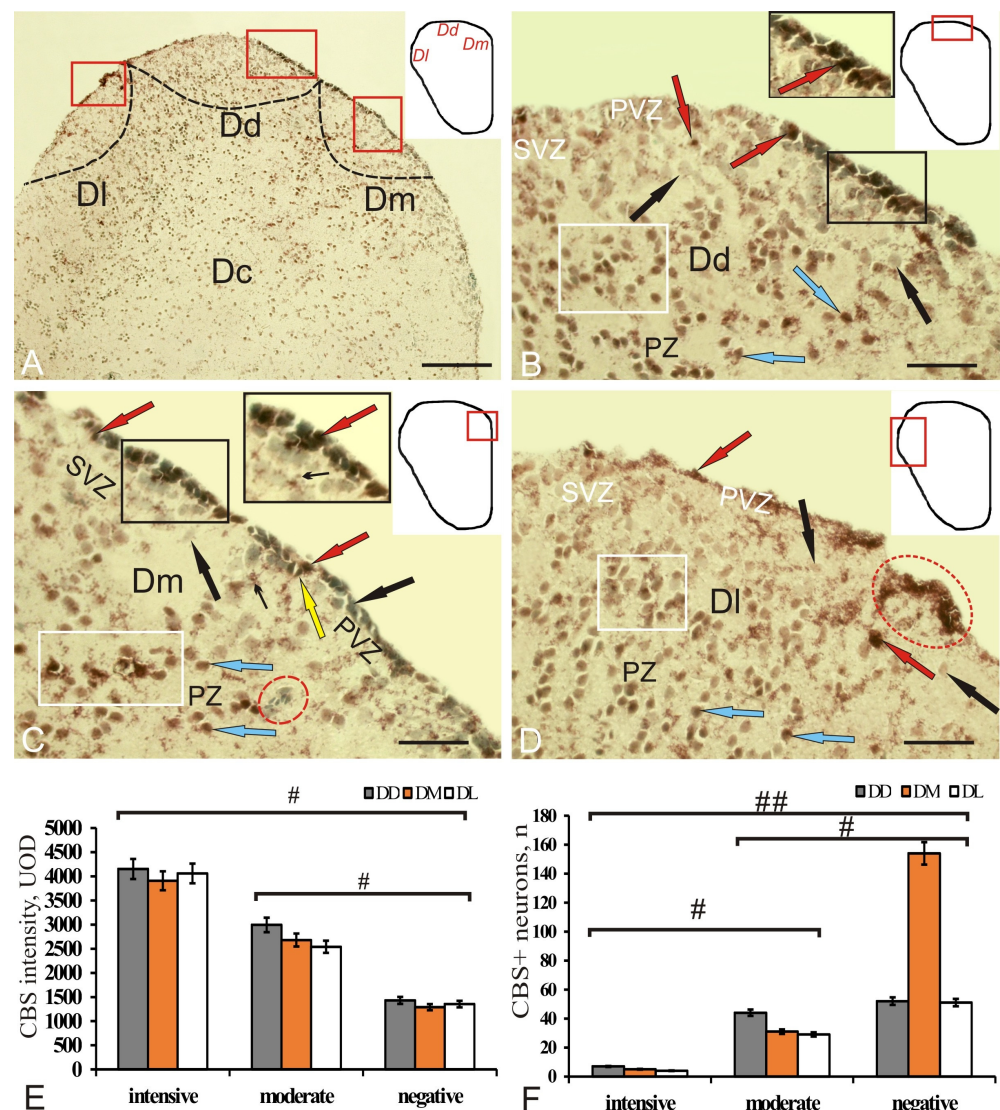 Dd
Dl
Dm
Dd
Dl
Dm
Dc
A
PVZ
SVZ
Dd
PZ
B
SVZ
Dm
PVZ
PZ
C
SVZ
PVZ
Dl
PZ
D
#
DD DM DL
#
CBS intensity, UOD
5000
4500
4000
3500
3000
2500
2000
1500
1000
500
0
intensive moderate negative
E
DD DM DL
##
#
#
CBS+ neurons, n
180
160
140
120
100
80
60
40
20
0
intensive moderate negative
F